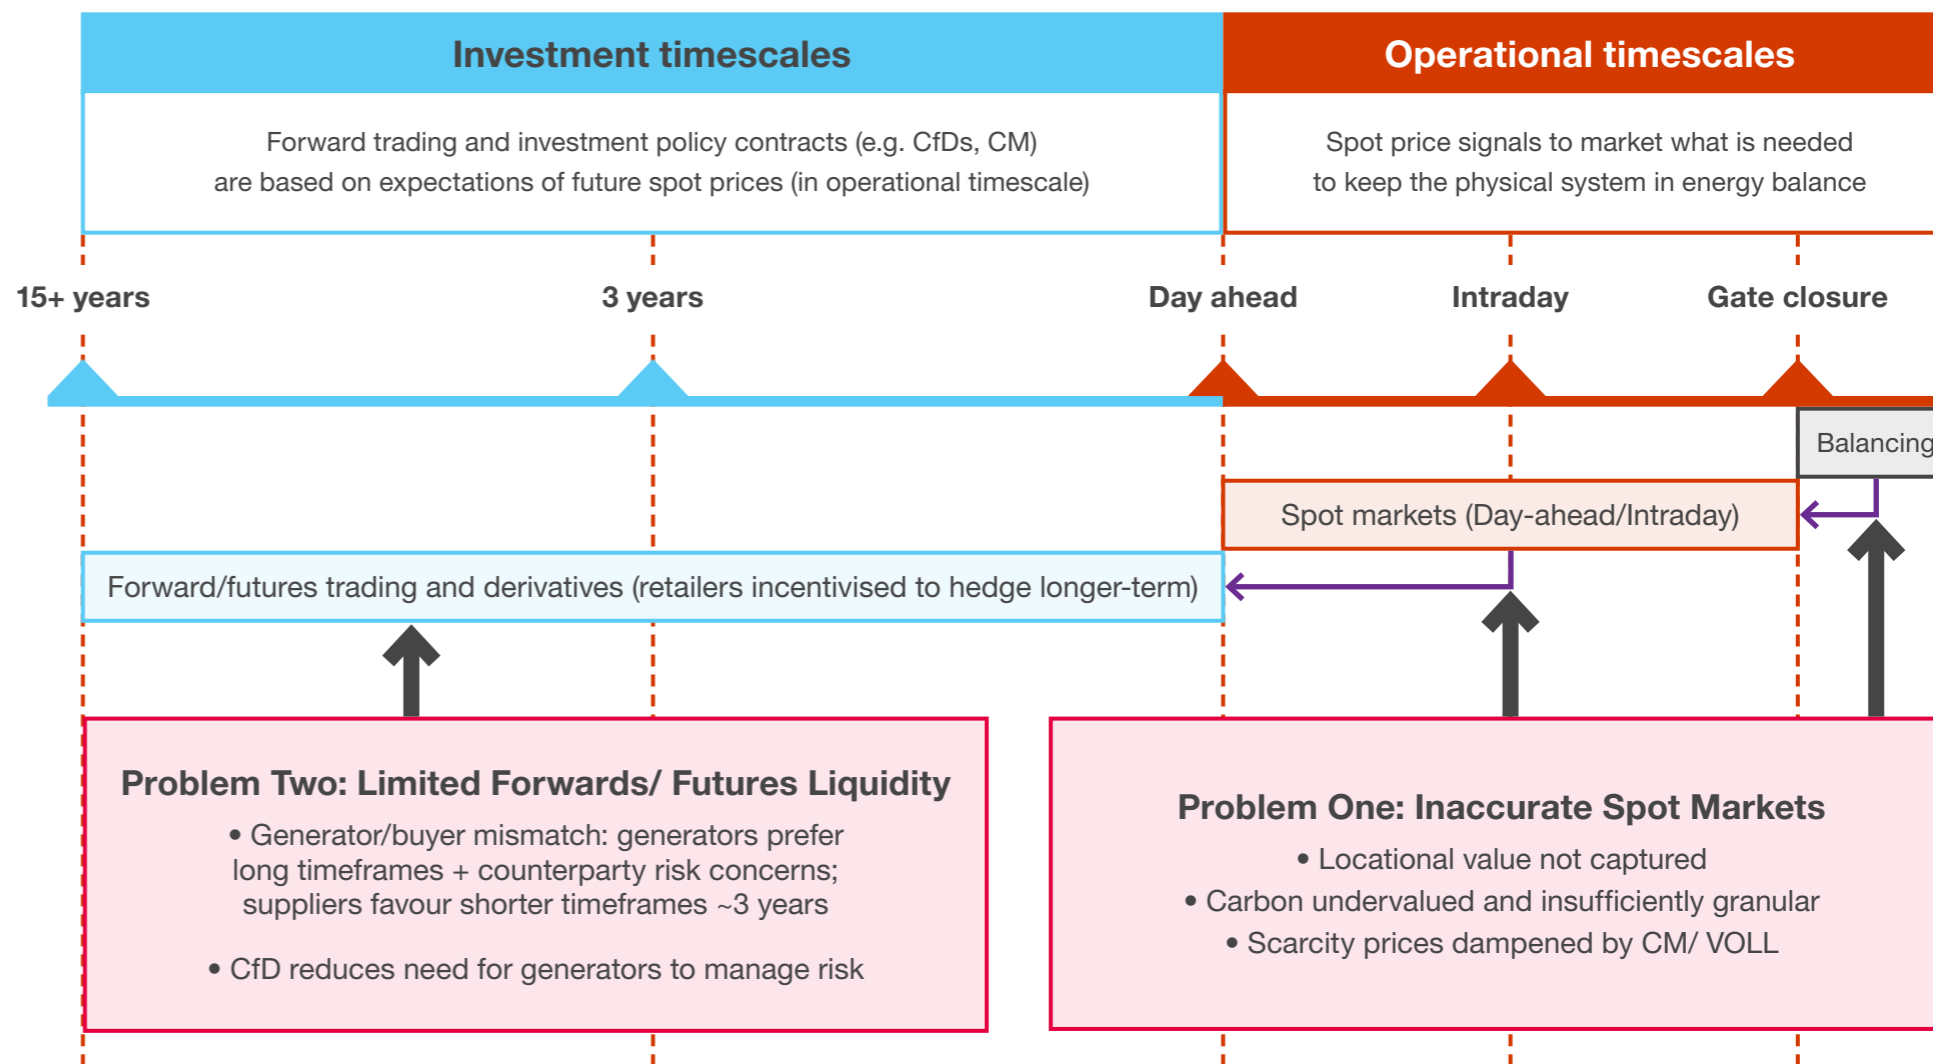 Investment timescales
Operational timescales
Forward trading and investment policy contracts (e.g. CfDs, CM)
are based on expectations of future spot prices (in operational timescale)
Spot price signals to market what is needed
to keep the physical system in energy balance
15+ years
3 years
Day ahead
Intraday
Gate closure
Balancing
Spot markets (Day-ahead/Intraday)
Forward/futures trading and derivatives (retailers incentivised to hedge longer-term)
Problem Two: Limited Forwards/ Futures Liquidity
• Generator/buyer mismatch: generators prefer
long timeframes + counterparty risk concerns;
suppliers favour shorter timeframes ~3 years
• CfD reduces need for generators to manage risk
Problem One: Inaccurate Spot Markets
• Locational value not captured
• Carbon undervalued and insufficiently granular
• Scarcity prices dampened by CM/ VOLL